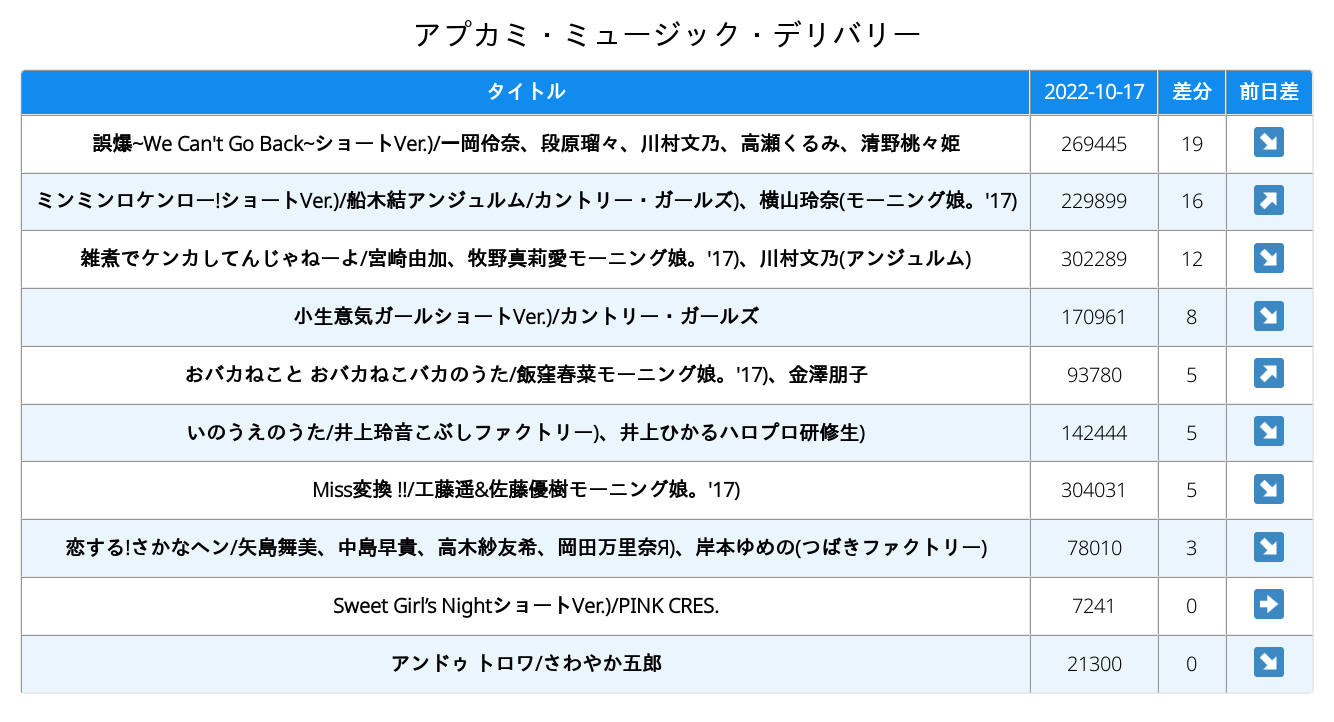 アプカミ・ミュージック・デリバリー
タイトル 2022-10-17 差分 前日差
誤爆~We Can't Go Back~ショートVer.)/一岡伶奈、段原瑠々、川村文乃、高瀬くるみ、清野桃々姫 269445 19 ↘
ミンミンロケンロー!ショートVer.)/船木結アンジュルム/カントリー・ガールズ)、横山玲奈(モーニング娘。'17) 229899 16 ↗
雑煮でケンカしてんじゃねーよ/宮崎由加、牧野真莉愛モーニング娘。'17)、川村文乃(アンジュルム) 302289 12 ↘
小生意気ガールショートVer.)/カントリー・ガールズ 170961 8 ↘
おバカねこと おバカねこバカのうた/飯窪春菜モーニング娘。'17)、金澤朋子 93780 5 ↗
いのうえのうた/井上玲音こぶしファクトリー)、井上ひかるハロプロ研修生) 142444 5 ↘
Miss変換 !!/工藤遥&佐藤優樹モーニング娘。'17) 304031 5 ↘
恋する!さかなヘン/矢島舞美、中島早貴、高木紗友希、岡田万里奈Я)、岸本ゆめの(つばきファクトリー) 78010 3 ↘
Sweet Girl’s NightショートVer.)/PINK CRES. 7241 0 ➡
アンドゥ トロワ/さわやか五郎 21300 0 ↘